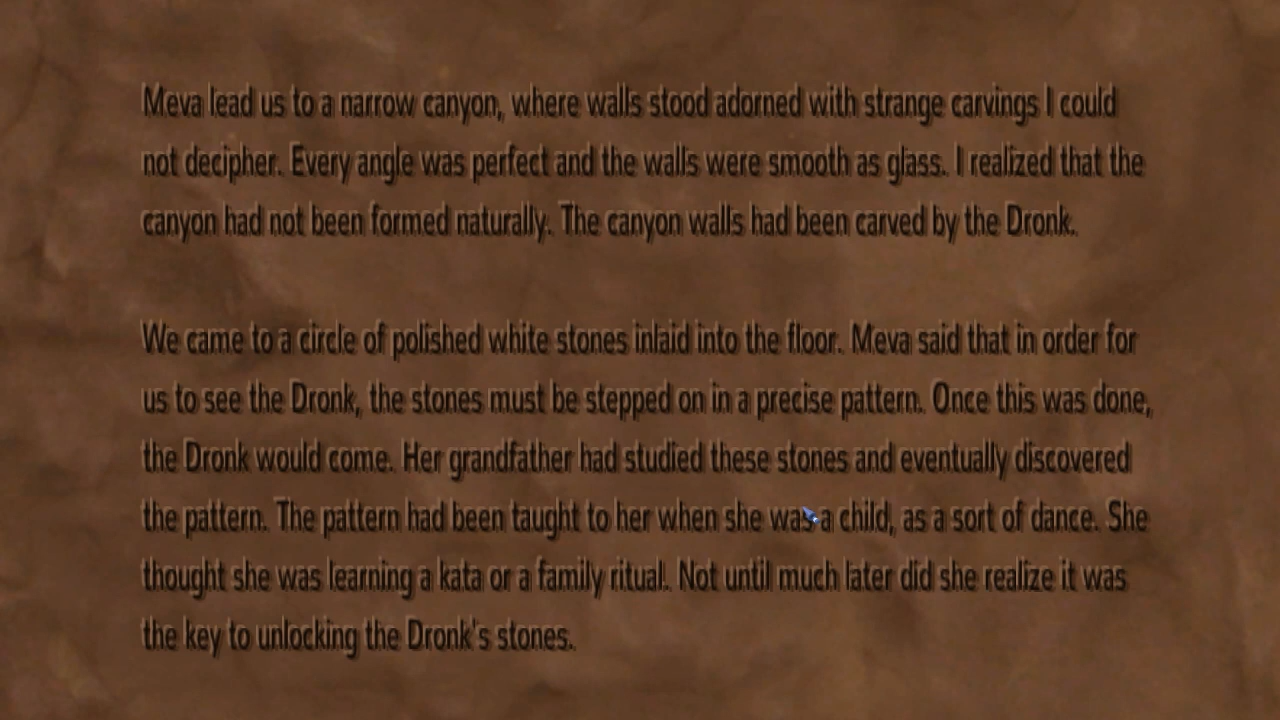 Meva lead us to a narrow canyon, where walls stood adorned with strange carvings I could
not decipher. Every angle was perfect and the walls were smooth as glass. I realized that the
canyon had not been formed naturally. The canyon walls had been carved by the Dronk.
We came to a circle of polished white stones inlaid into the floor. Meva said that in order for
us to see the Dronk, the stones must be stepped on in a precise pattern. Once this was done,
the Dronk would come. Her grandfather had studied these stones and eventually discovered
the pattern. The pattern had been taught to her when she was a child, as a sort of dance. She
thought she was learning a kata or a family ritual. Not until much later did she realize it was
the key to unlocking the Dronk's stones.